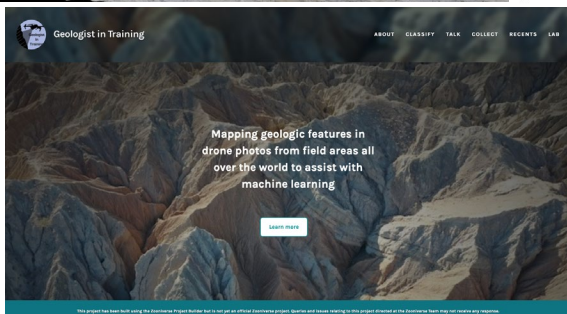 Geologist in Training
ABOUT CLASSIFY TALK COLLECT RECENTS LAB
Mapping geologic features in
drone photos from field areas all
over the world to assist with
machine learning
Learn more
This project has been built using the Zooniverse Project Builder but is not yet an official Zooniverse project. Queries and issues relating to this project directed at the Zooniverse Team may not receive any response.